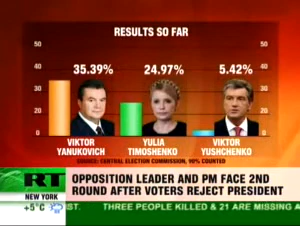 RESULTS SO FAR
50 50
40 40
30 30
20 20
10 10
0 0
35.39% 24.97% 5.42%
VIKTOR YANUKOVICH
YULIA TIMOSHENKO
VIKTOR YUSHCHENKO
SOURCE: CENTRAL ELECTION COMMISSION, 90% COUNTED
RT
OPPOSITION LEADER AND PM FACE 2ND
ROUND AFTER VOTERS REJECT PRESIDENT
NEW YORK
+5°C
ST. THREE PEOPLE KILLED & 21 ARE MISSING A